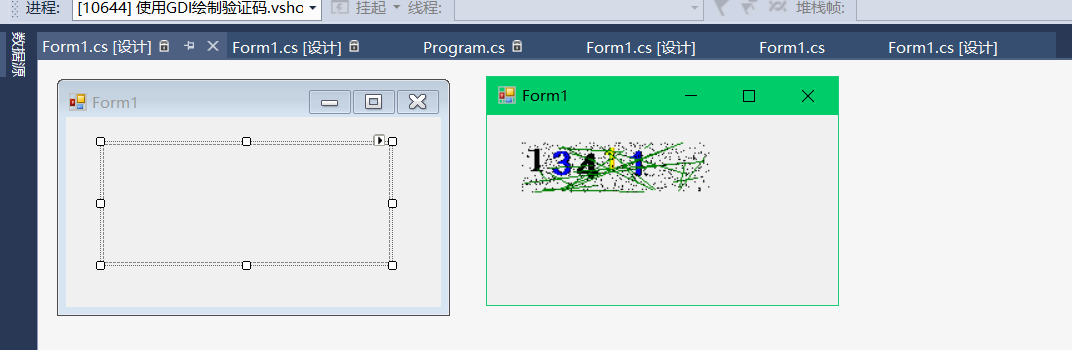 进程: [10644] 使用GDI绘制验证码.vsho 挂起 线程: 堆栈帧:
数据源
Form1.cs [设计] Form1.cs [设计] Program.cs Form1.cs [设计] Form1.cs Form1.cs [设计]
Form1
Form1
13411